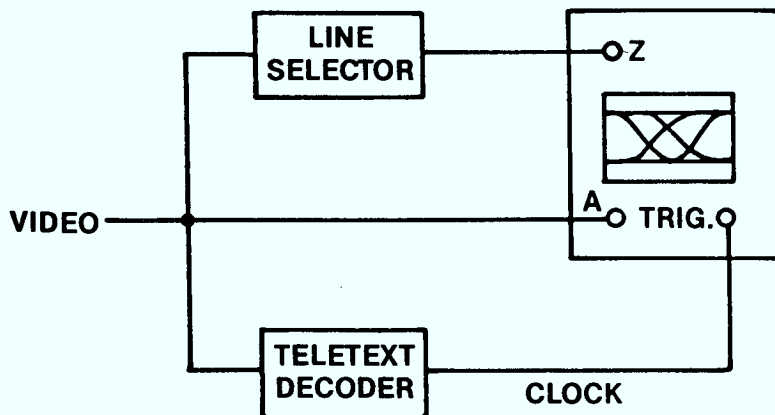 LINE
SELECTOR
Z
VIDEO
A
TRIG.
TELETEXT
DECODER
CLOCK